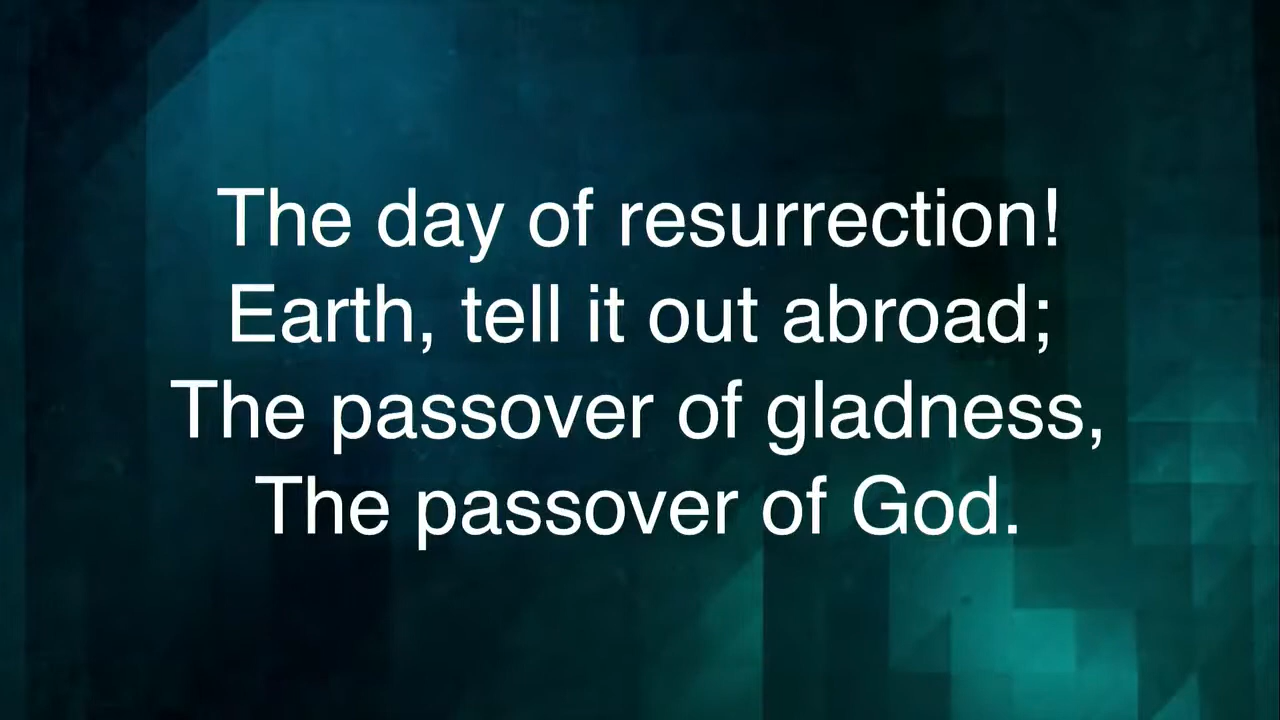 The day of resurrection!
Earth, tell it out abroad;
The passover of gladness,
The passover of God.